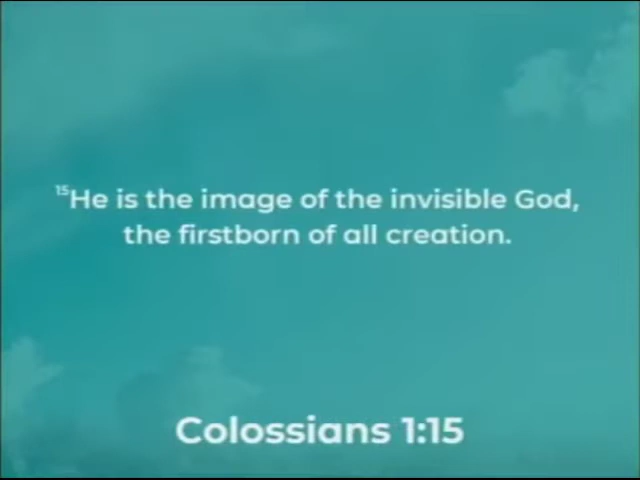 ¹⁵He is the image of the invisible God,
the firstborn of all creation.
Colossians 1:15